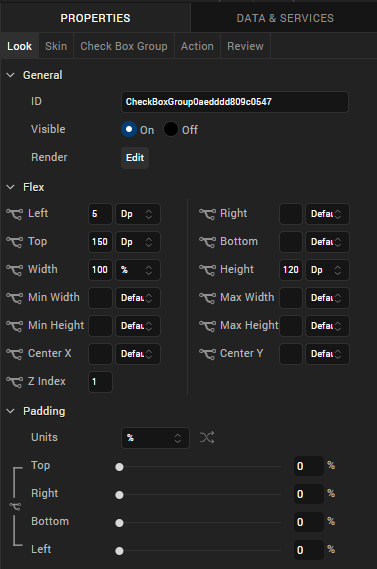 PROPERTIES DATA & SERVICES
Look Skin Check Box Group Action Review
General
ID CheckBoxGroup0aedddd809c0547
Visible On Off
Render Edit
Flex
Left 5 Dp Right Defau
Top 150 Dp Bottom Defau
Width 100 % Height 120 Dp
Min Width Defau Max Width Defau
Min Height Defau Max Height Defau
Center X Defau Center Y Defau
Z Index 1
Padding
Units %
Top 0 %
Right 0 %
Bottom 0 %
Left 0 %